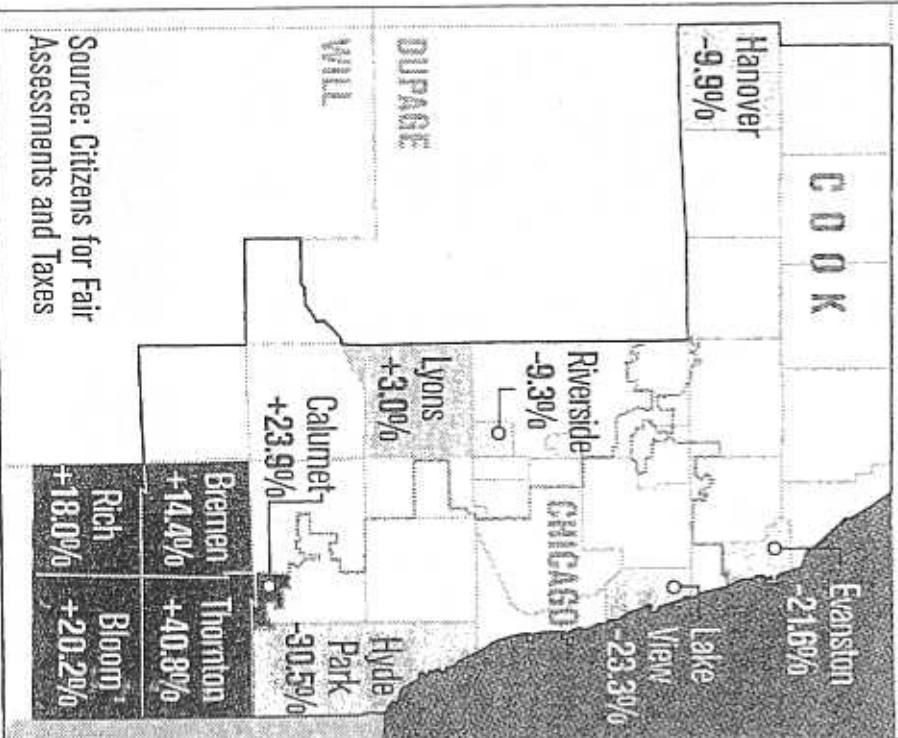 COOK
Hanover
-9.9%
Evanston
-21.6%
Lake
View
-23.3%
DUPAGE
CHICAGO
Riverside
-9.3%
Lyons
+3.0%
WILL
Hyde
Park
-30.5%
Calumet
+23.9%
Bremen
+14.4%
Thornton
+40.8%
Rich
+18.0%
Bloom
+20.2%
Source: Citizens for Fair
Assessments and Taxes